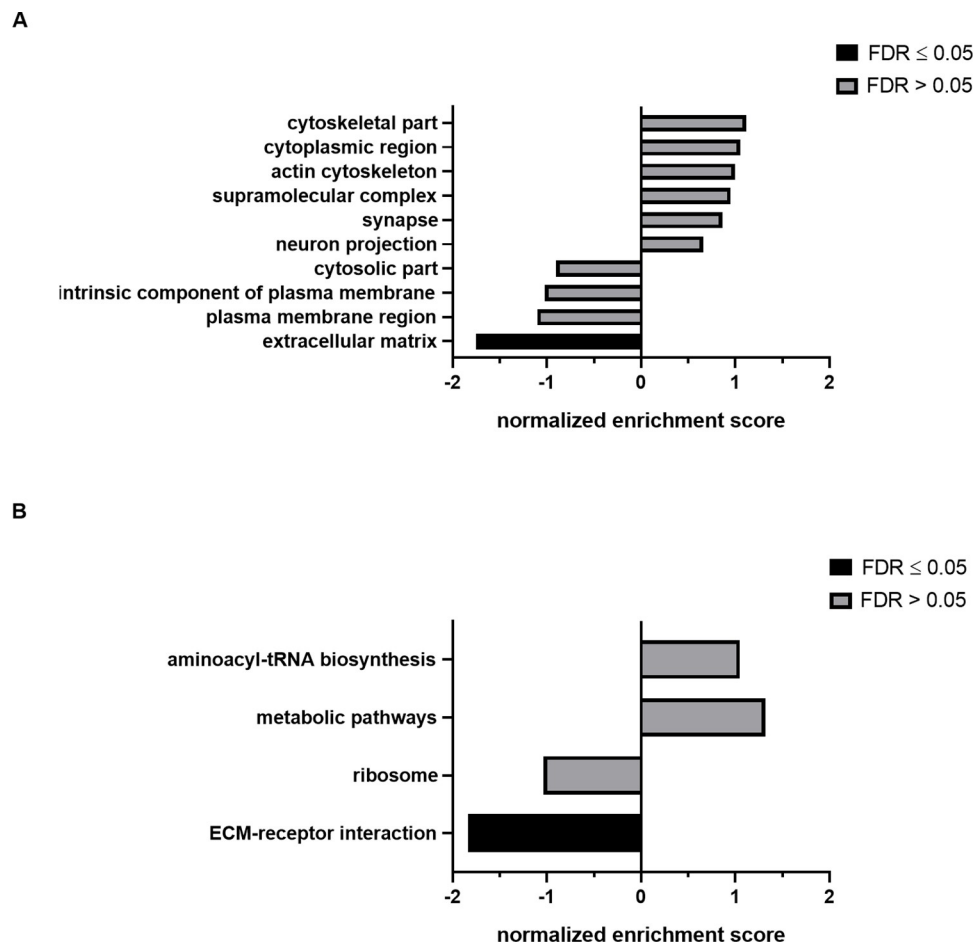 A
FDR ≤ 0.05
FDR > 0.05
cytoskeletal part
cytoplasmic region
actin cytoskeleton
supramolecular complex
synapse
neuron projection
cytosolic part
intrinsic component of plasma membrane
plasma membrane region
extracellular matrix
-2 -1 0 1 2
normalized enrichment score
B
FDR ≤ 0.05
FDR > 0.05
aminoacyl-tRNA biosynthesis
metabolic pathways
ribosome
ECM-receptor interaction
-2 -1 0 1 2
normalized enrichment score